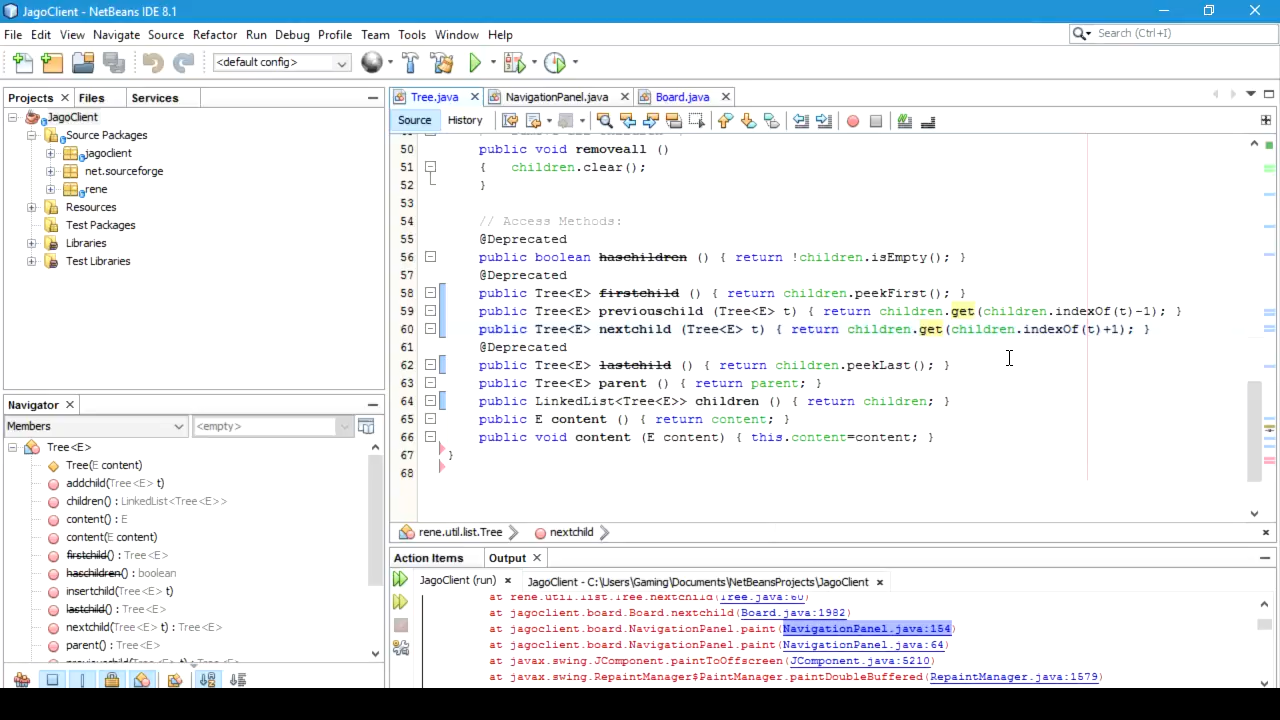 JagoClient - NetBeans IDE 8.1
File Edit View Navigate Source Refactor Run Debug Profile Team Tools Window Help
Search (Ctrl+I)
<default config>
Projects Files Services
JagoClient
Source Packages
jagoclient
net.sourceforge
rene
Resources
Test Packages
Libraries
Test Libraries
Navigator
Members <empty>
Tree<E>
Tree(E content)
addchild(Tree<E> t)
children() : LinkedList<Tree<E>>
content() : E
content(E content)
firstchild() : Tree<E>
haschildren() : boolean
insertchild(Tree<E> t)
lastchild() : Tree<E>
nextchild(Tree<E> t) : Tree<E>
parent() : Tree<E>
Tree.java NavigationPanel.java Board.java
Source History
50 public void removeall ()
51 { children.clear();
52 }
53
54 // Access Methods:
55 @Deprecated
56 public boolean haschildren () { return !children.isEmpty(); }
57 @Deprecated
58 public Tree<E> firstchild () { return children.peekFirst(); }
59 public Tree<E> previouschild (Tree<E> t) { return children.get(children.indexOf(t)-1); }
60 public Tree<E> nextchild (Tree<E> t) { return children.get(children.indexOf(t)+1); }
61 @Deprecated
62 public Tree<E> lastchild () { return children.peekLast(); }
63 public Tree<E> parent () { return parent; }
64 public LinkedList<Tree<E>> children () { return children; }
65 public E content () { return content; }
66 public void content (E content) { this.content=content; }
67 }
68
rene.util.list.Tree nextchild
Action Items Output
JagoClient (run) JagoClient - C:\Users\Gaming\Documents\NetBeansProjects\JagoClient
at rene.util.list.Tree.nextchild(Tree.java:60)
at jagoclient.board.Board.nextchild(Board.java:1982)
at jagoclient.board.NavigationPanel.paint(NavigationPanel.java:154)
at jagoclient.board.NavigationPanel.paint(NavigationPanel.java:64)
at javax.swing.JComponent.paintToOffscreen(JComponent.java:5210)
at javax.swing.RepaintManager$PaintManager.paintDoubleBuffered(RepaintManager.java:1579)